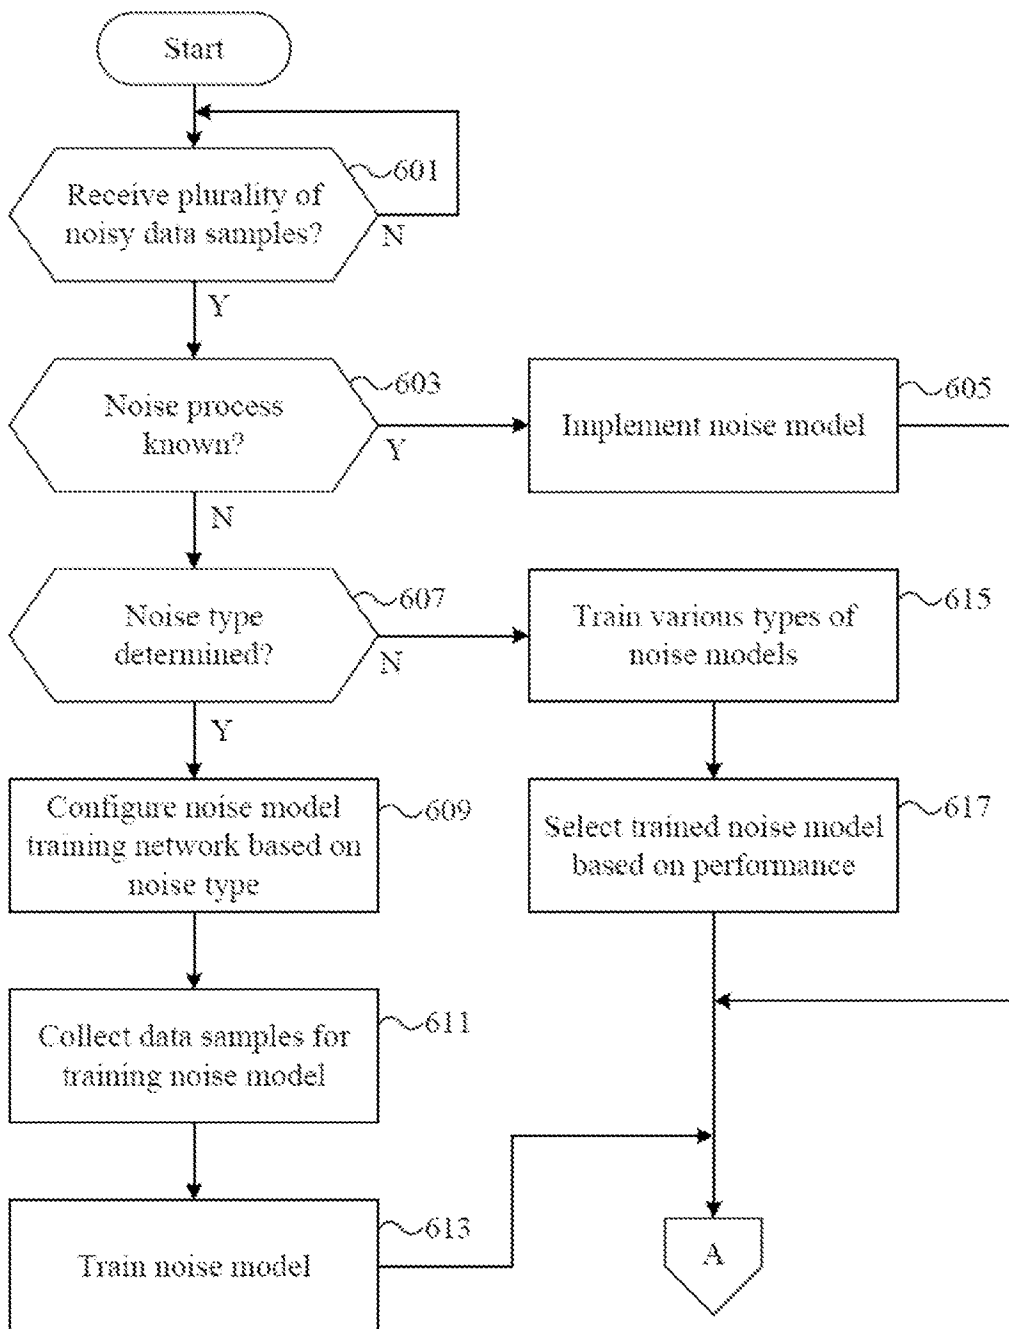 Start
601
Receive plurality of
noisy data samples?
N
Y
603
Noise process
known?
Y
605
Implement noise model
N
607
Noise type
determined?
N
615
Train various types of
noise models
Y
Configure noise model
training network based on
noise type
609
617
Select trained noise model
based on performance
Collect data samples for
training noise model
611
613
Train noise model
A